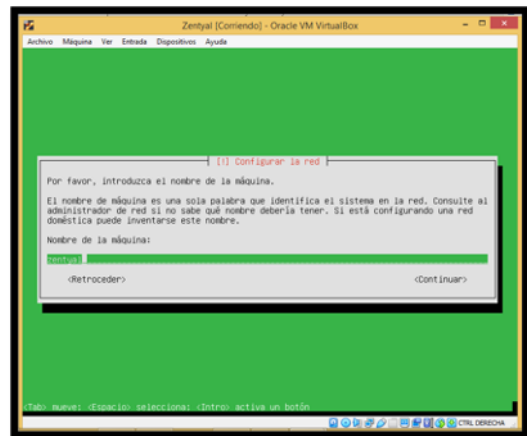 Zentyal [Corriendo] - Oracle VM VirtualBox
Archivo Máquina Ver Entrada Dispositivos Ayuda
[!] Configurar la red
Por favor, introduzca el nombre de la máquina.
El nombre de máquina es una sola palabra que identifica el sistema en la red. Consulte al
administrador de red si no sabe qué nombre debería tener. Si está configurando una red
doméstica puede inventarse este nombre.
Nombre de la máquina:
zentyal
<Retroceder> <Continuar>
<Tab> mueve; <Espacio> selecciona; <Intro> activa un botón
CTRL DERECHA